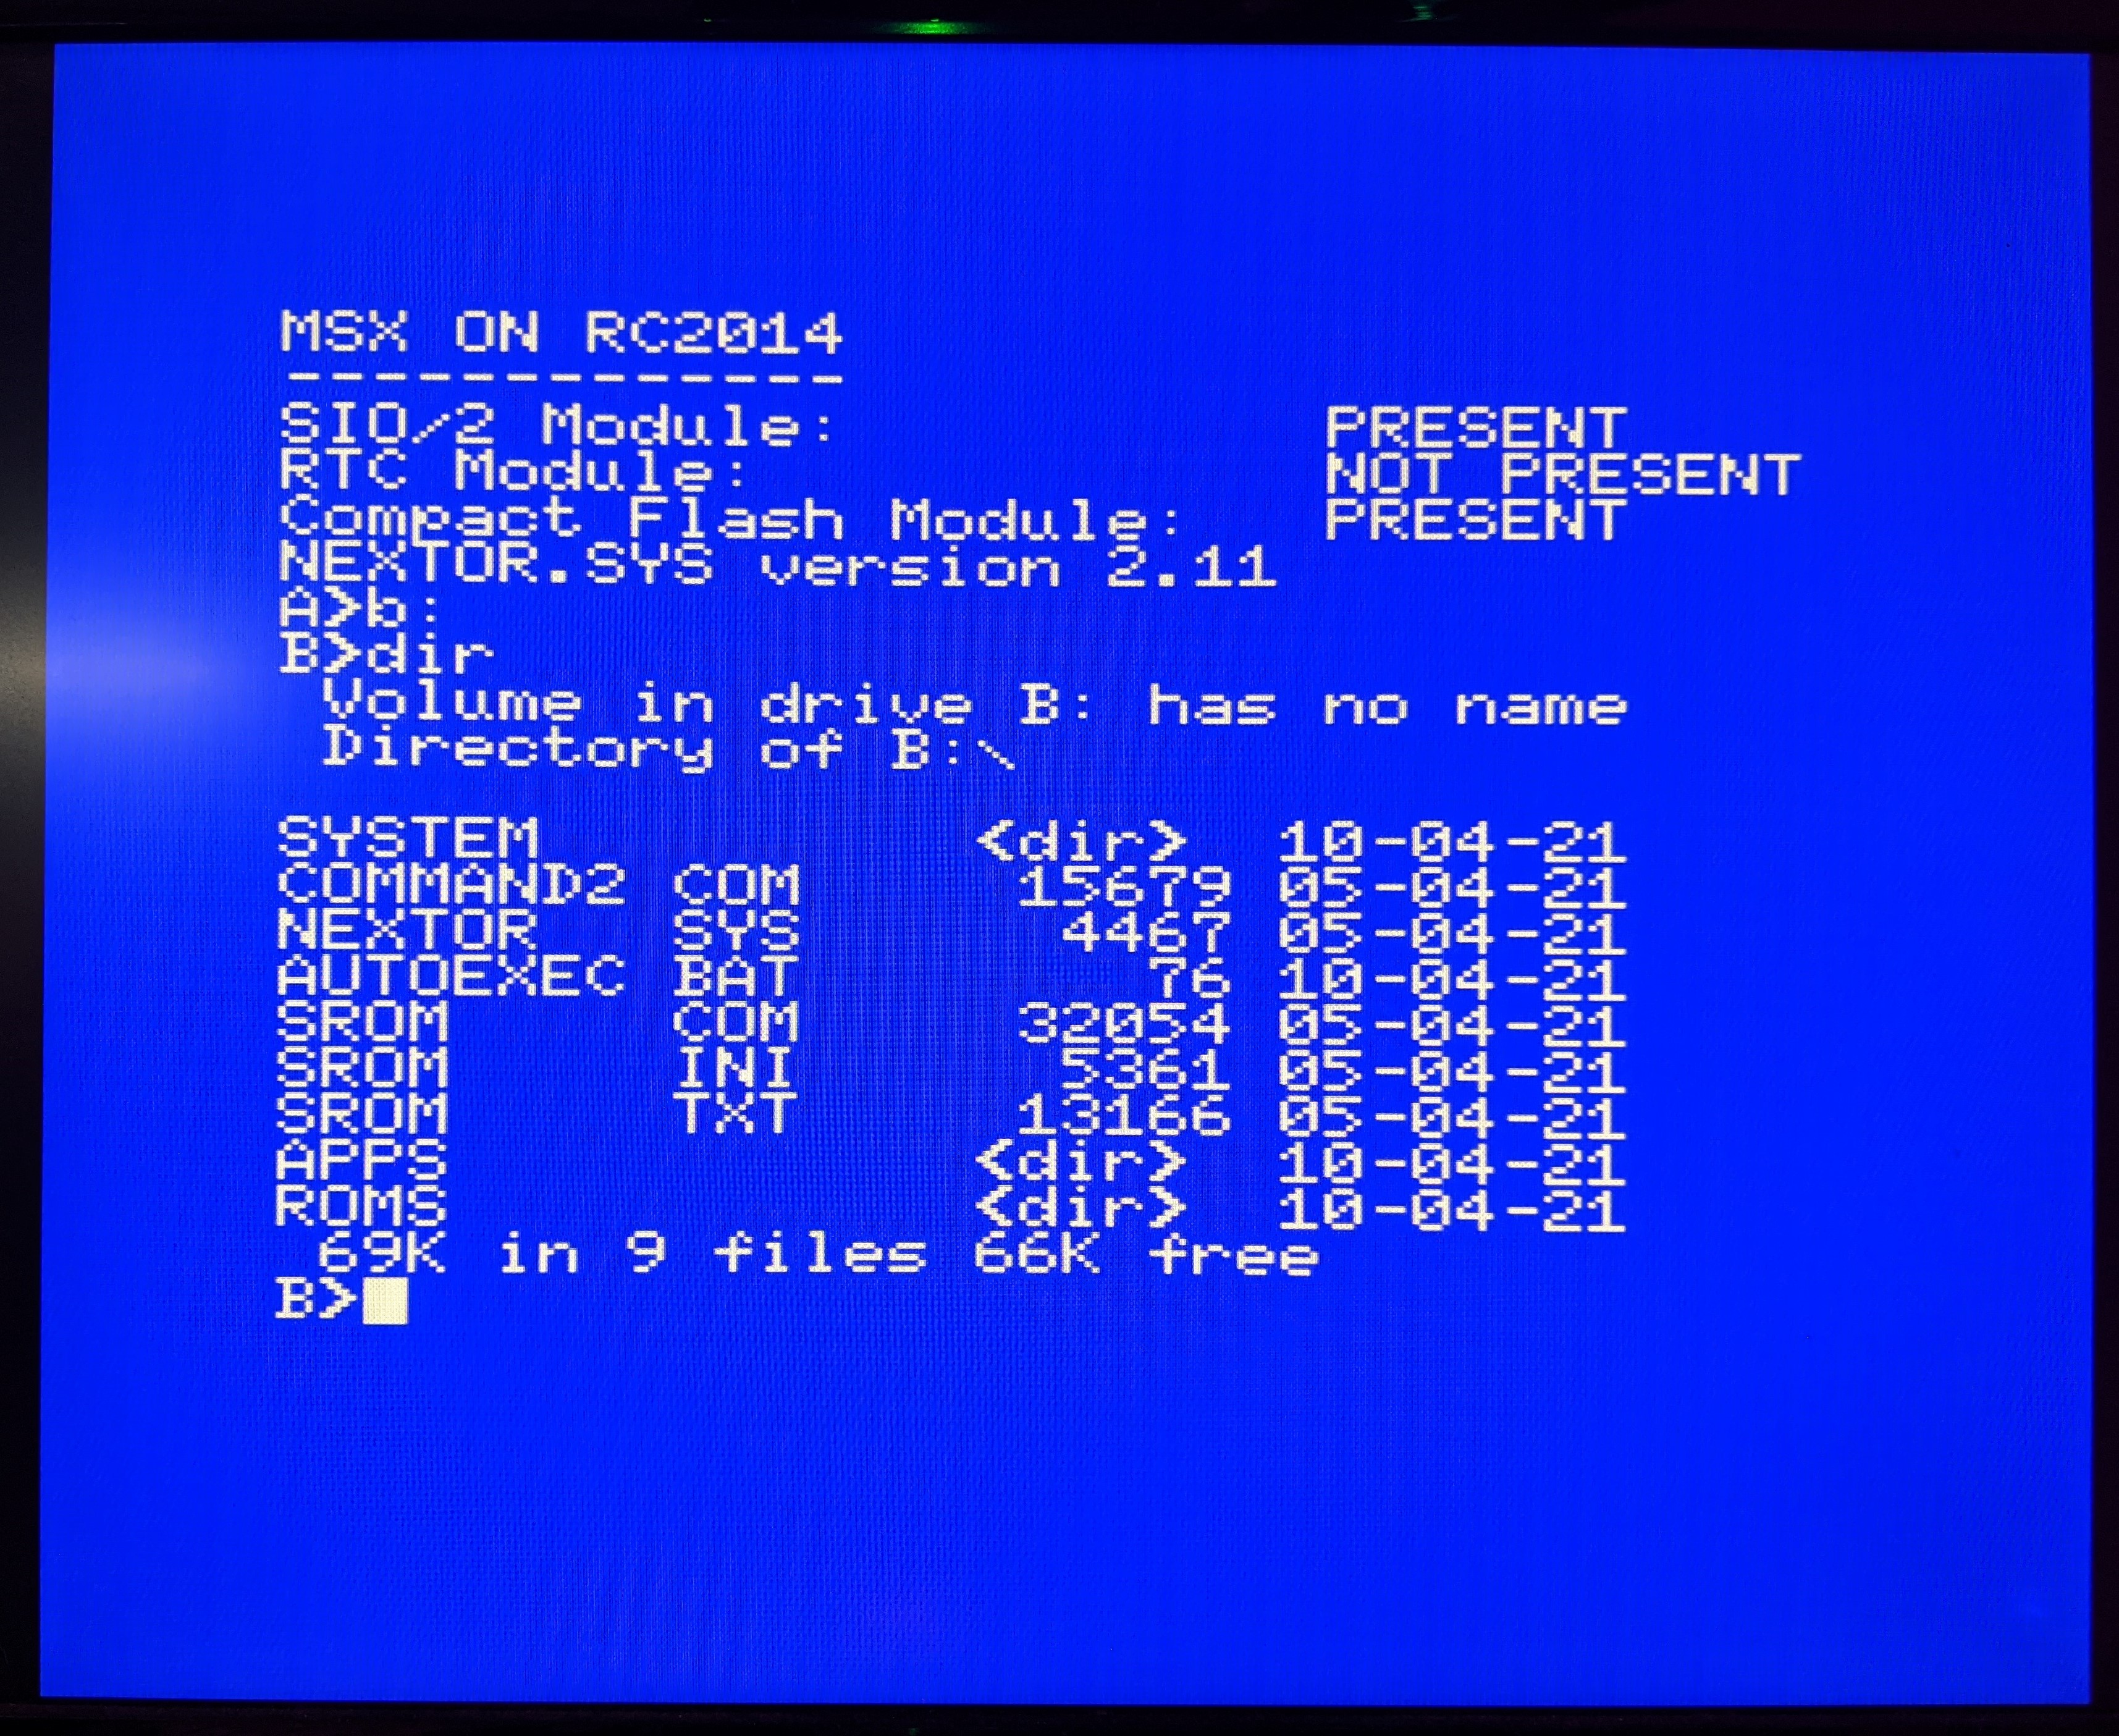 MSX ON RC2014
-------------
SIO/2 Module: PRESENT
RTC Module: NOT PRESENT
Compact Flash Module: PRESENT
NEXTOR.SYS version 2.11
A>b:
B>dir
Volume in drive B: has no name
Directory of B:\
SYSTEM <dir> 10-04-21
COMMAND2 COM 15679 05-04-21
NEXTOR SYS 4467 05-04-21
AUTOEXEC BAT 76 10-04-21
SROM COM 32054 05-04-21
SROM INI 5361 05-04-21
SROM TXT 13166 05-04-21
APPS <dir> 10-04-21
ROMS <dir> 10-04-21
69K in 9 files 66K free
B>